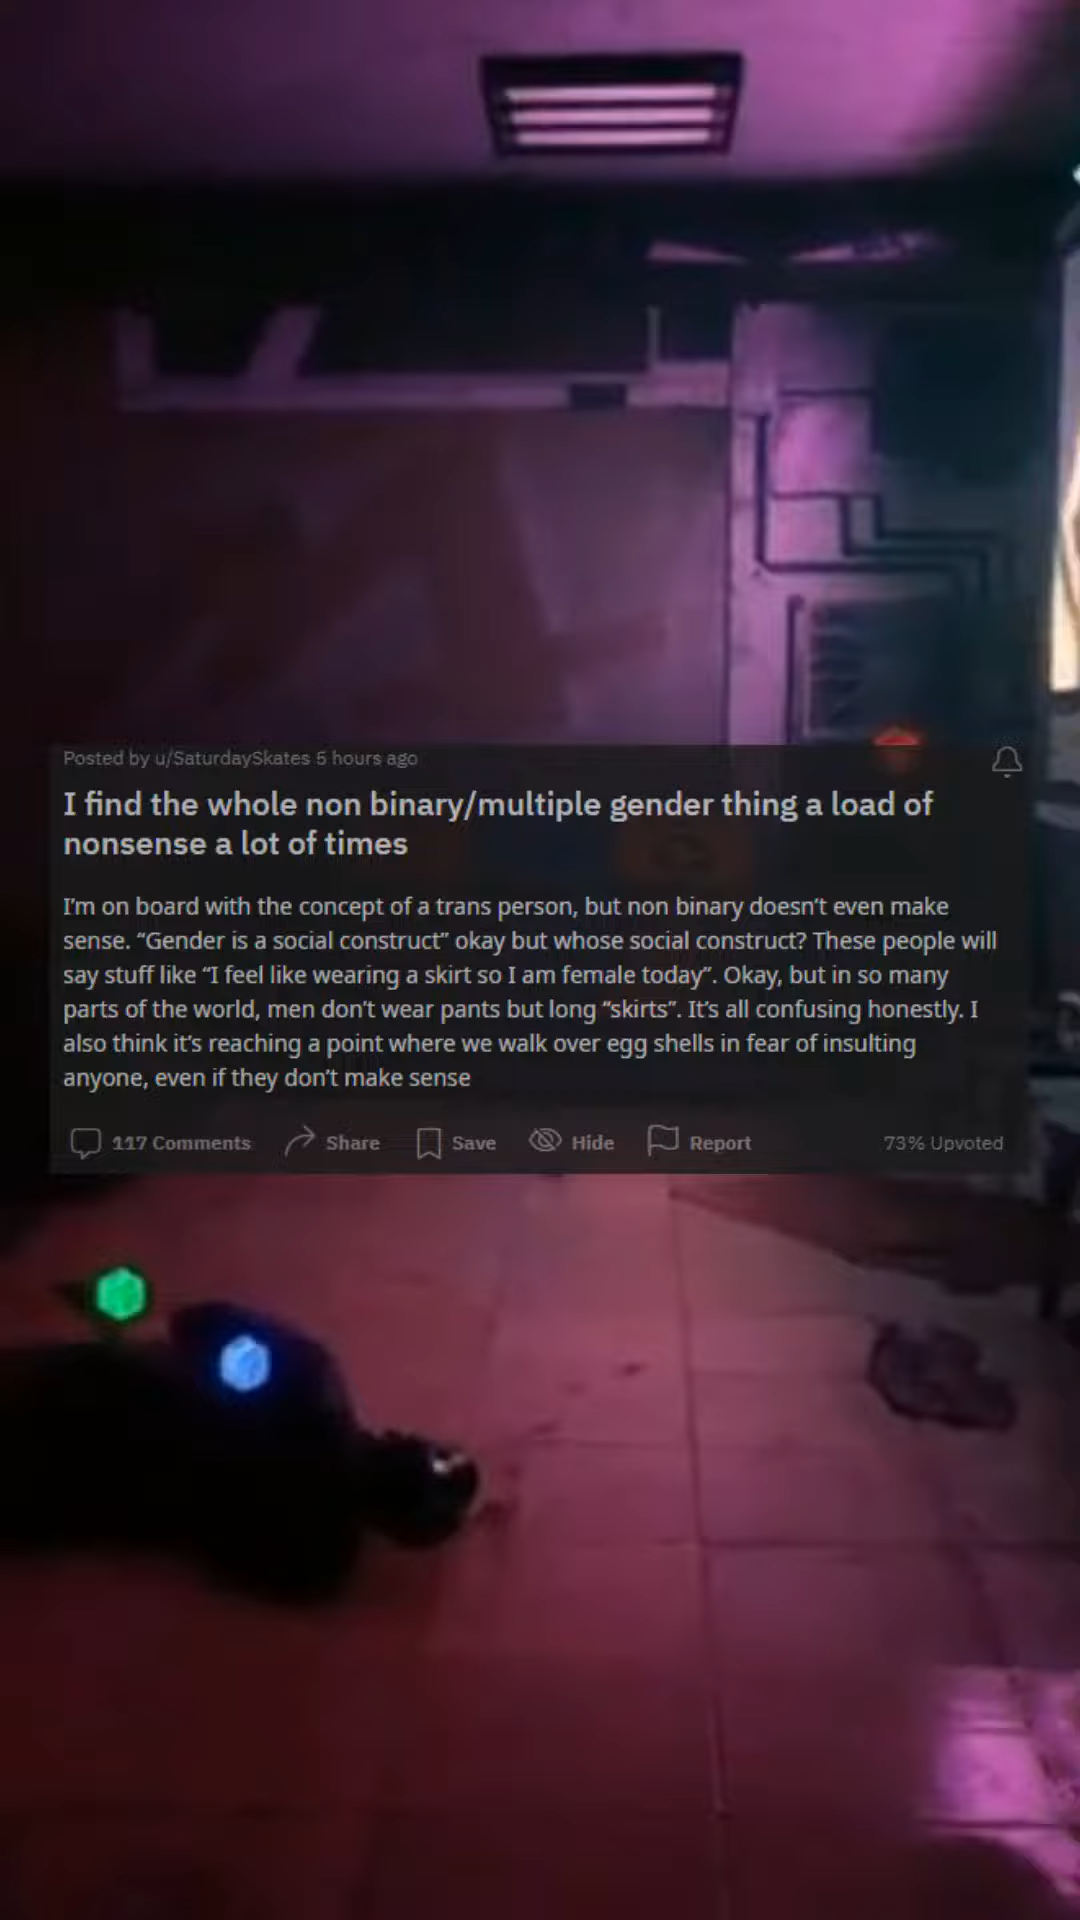 Posted by u/SaturdaySkates 5 hours ago
I find the whole non binary/multiple gender thing a load of
nonsense a lot of times
I’m on board with the concept of a trans person, but non binary doesn’t even make
sense. “Gender is a social construct” okay but whose social construct? These people will
say stuff like “I feel like wearing a skirt so I am female today”. Okay, but in so many
parts of the world, men don’t wear pants but long “skirts”. It’s all confusing honestly. I
also think it’s reaching a point where we walk over egg shells in fear of insulting
anyone, even if they don’t make sense
117 Comments Share Save Hide Report 73% Upvoted